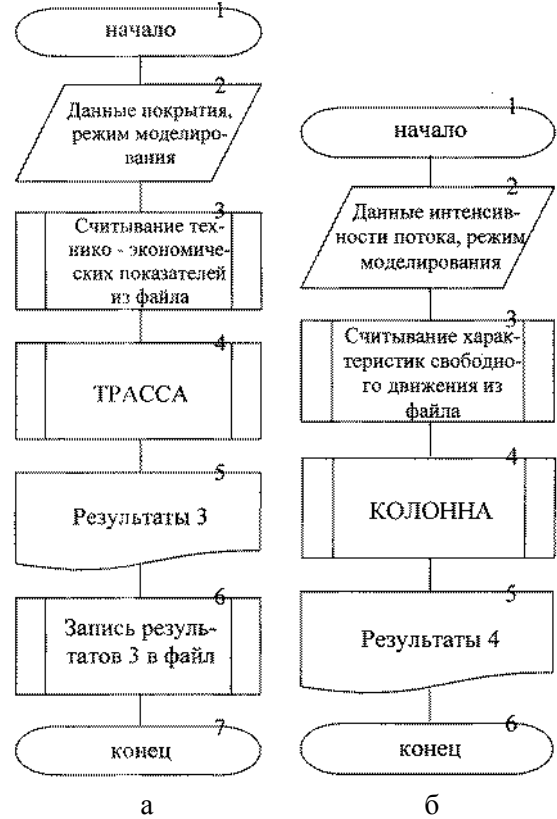 1
начало
2
Данные покрытия,
режим моделиро-
вания
3
Считывание тех-
нико - экономиче-
ских показателей
из файла
4
ТРАССА
5
Результаты 3
6
Запись резуль-
татов 3 в файл
7
конец
а
1
начало
2
Данные интенсив-
ности потока, режим
моделирования
3
Считывание харак-
теристик свободно-
го движения из
файла
4
КОЛОННА
5
Результаты 4
6
конец
б